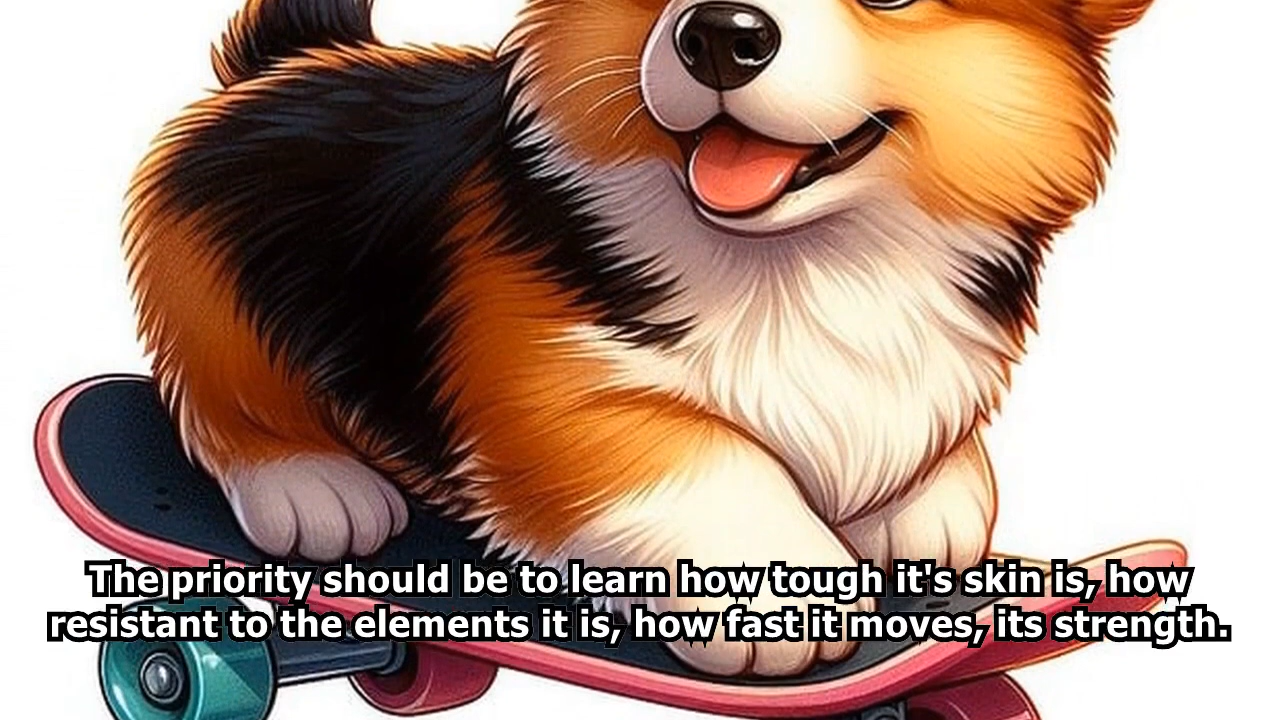 The priority should be to learn how tough it's skin is, how
resistant to the elements it is, how fast it moves, its strength.